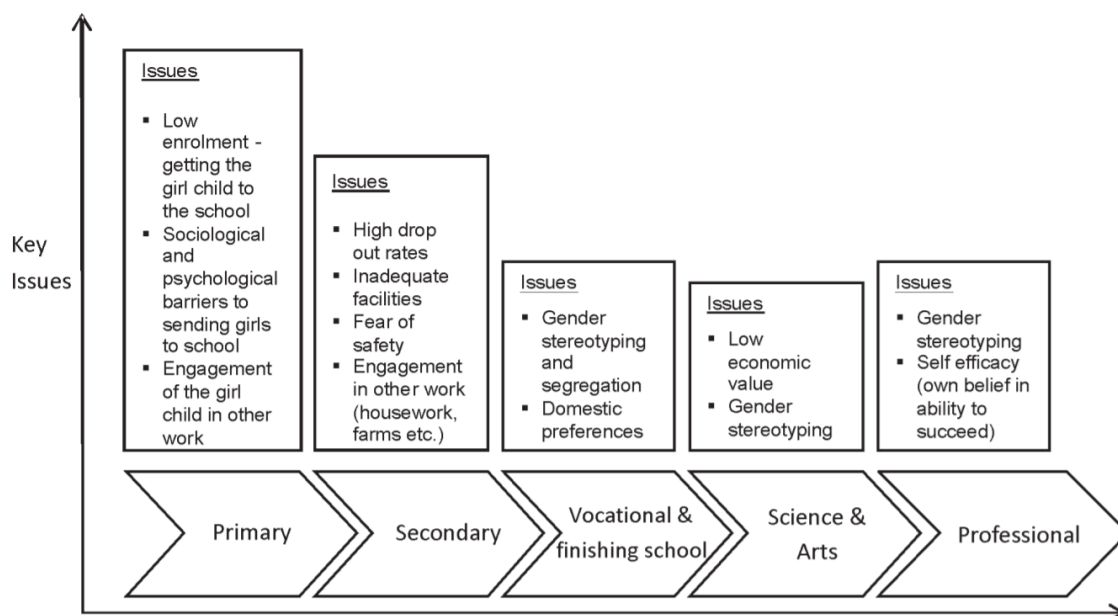 Key
Issues
Issues
▪ Low
enrolment -
getting the
girl child to
the school
▪ Sociological
and
psychological
barriers to
sending girls
to school
▪ Engagement
of the girl
child in other
work
Issues
▪ High drop
out rates
▪ Inadequate
facilities
▪ Fear of
safety
▪ Engagement
in other work
(housework,
farms etc.)
Issues
▪ Gender
stereotyping
and
segregation
▪ Domestic
preferences
Issues
▪ Low
economic
value
▪ Gender
stereotyping
Issues
▪ Gender
stereotyping
▪ Self efficacy
(own belief in
ability to
succeed)
Primary
Secondary
Vocational &
finishing school
Science &
Arts
Professional